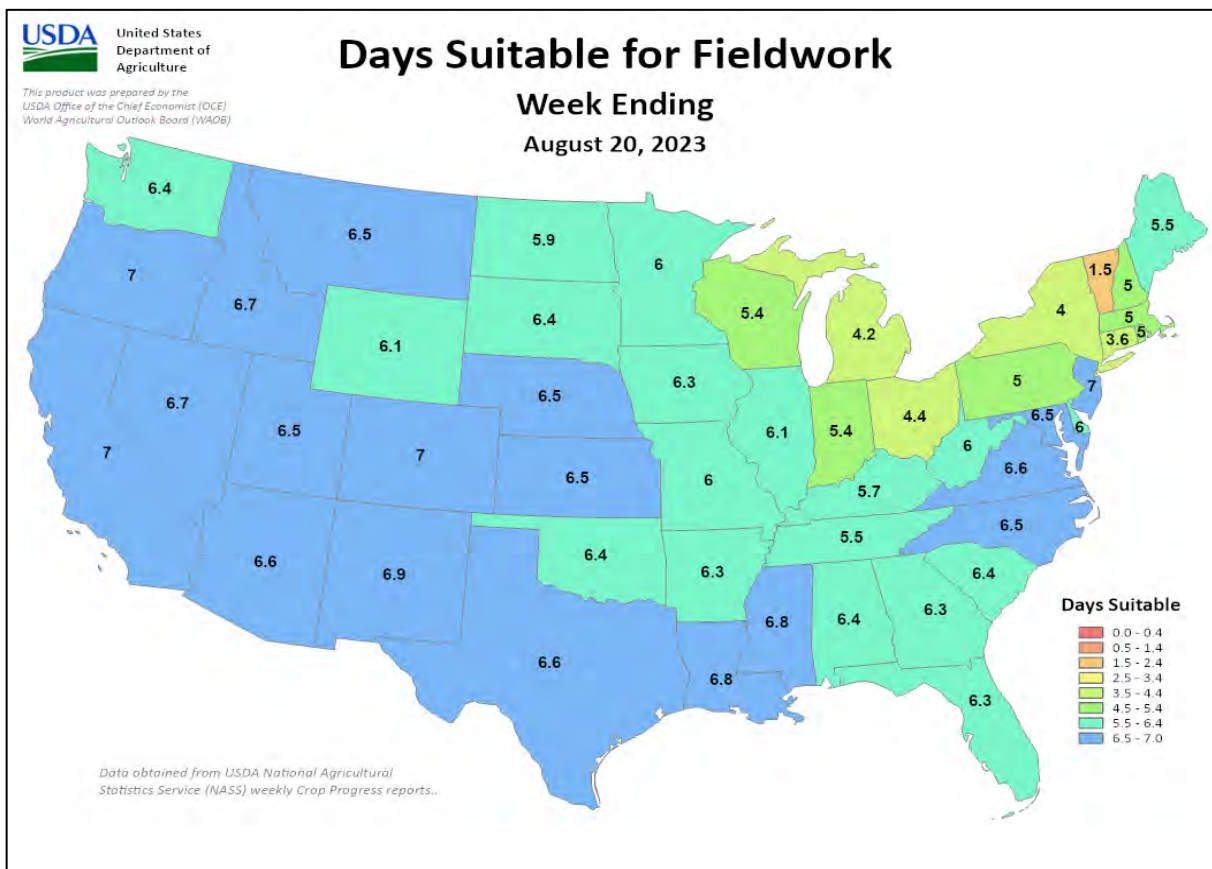 USDA
United States
Department of
Agriculture
This product was prepared by the
USDA Office of the Chief Economist (OCE)
World Agricultural Outlook Board (WAOB)
Days Suitable for Fieldwork
Week Ending
August 20, 2023
6.4
6.5
5.9
6
5.5
7
6.7
6.1
6.4
5.4
4.2
4
1.5
5
5
3.6
5
6.7
6.5
7
6.5
6.3
6.1
5.4
4.4
5
7
7
6.5
6
6
6.5
6
6.6
5.7
6.5
6.6
6.9
6.4
6.3
5.5
6.4
6.6
6.8
6.8
6.4
6.3
6.3
Days Suitable
0.0 - 0.4
0.5 - 1.4
1.5 - 2.4
2.5 - 3.4
3.5 - 4.4
4.5 - 5.4
5.5 - 6.4
6.5 - 7.0
Data obtained from USDA National Agricultural
Statistics Service (NASS) weekly Crop Progress reports..